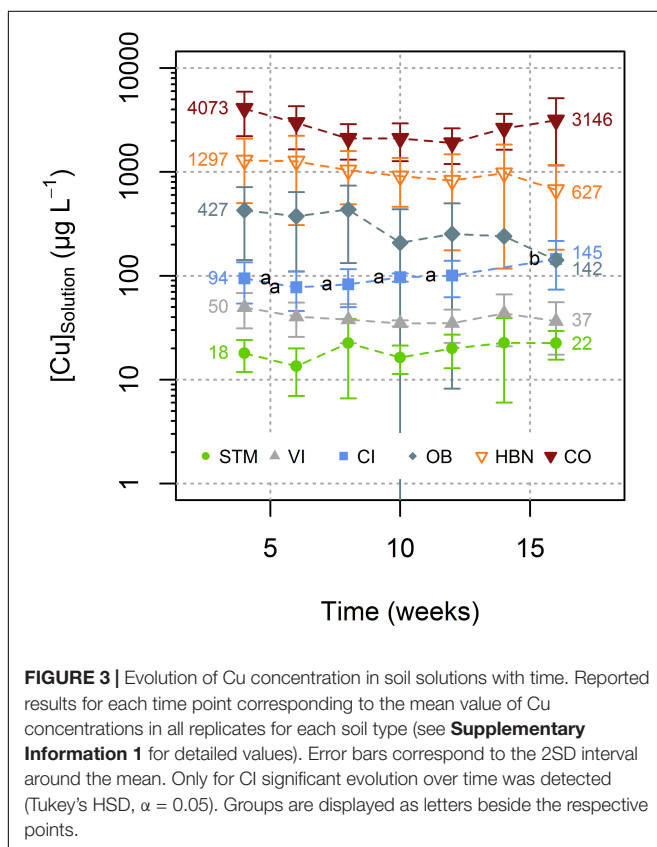 [Cu]Solution (µg L−1)
10000
1000
100
10
1
4073
3146
1297
627
427
145
b
142
94
a
a
a
a
a
50
37
18
22
STM VI CI OB HBN CO
5 10 15
Time (weeks)
FIGURE 3 | Evolution of Cu concentration in soil solutions with time. Reported
results for each time point corresponding to the mean value of Cu
concentrations in all replicates for each soil type (see Supplementary
Information 1 for detailed values). Error bars correspond to the 2SD interval
around the mean. Only for CI significant evolution over time was detected
(Tukey's HSD, α = 0.05). Groups are displayed as letters beside the respective
points.